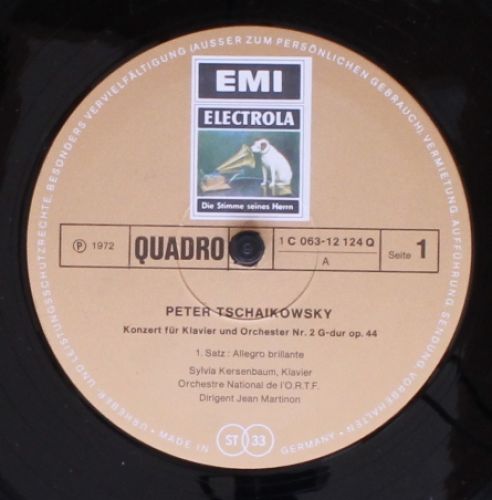 URHEBER- UND LEISTUNGSSCHUTZRECHTE, BESONDERS VERVIELFÄLTIGUNG (AUSSER ZUM PERSÖNLICHEN GEBRAUCH), VERMIETUNG, AUFFÜHRUNG, SENDUNG, VORBEHALTEN
EMI
ELECTROLA
Die Stimme seines Herrn
℗ 1972
QUADRO
1 C 063-12 124 Q
A
Seite 1
PETER TSCHAIKOWSKY
Konzert für Klavier und Orchester Nr. 2 G-dur op. 44
1. Satz: Allegro brillante
Sylvia Kersenbaum, Klavier
Orchestre National de l'O.R.T.F.
Dirigent Jean Martinon
• MADE IN
ST 33
GERMANY •